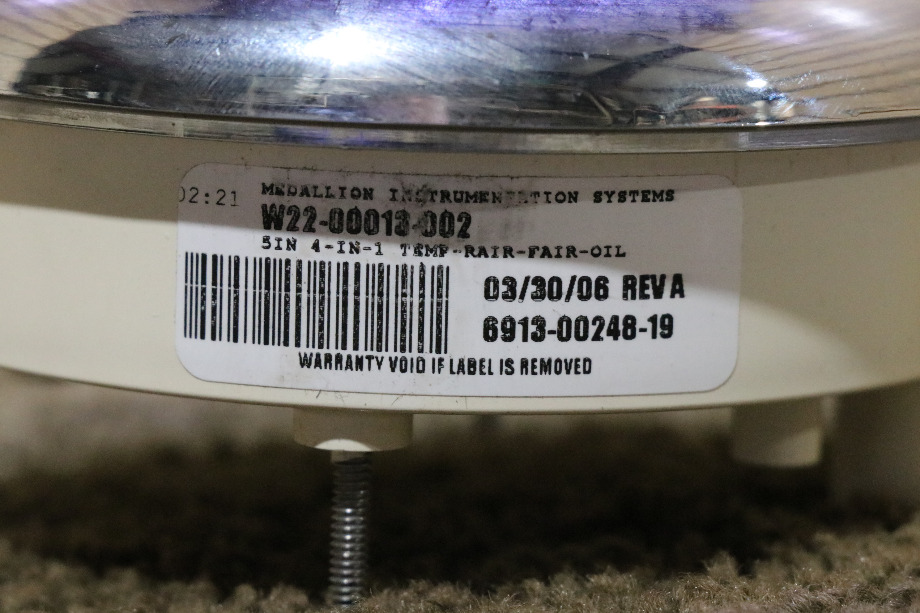 02:21 MEDALLION INSTRUMENTATION SYSTEMS
W22-00013-002
5IN 4-IN-1 TEMP-RAIR-FAIR-OIL
03/30/06 REV A
6913-00248-19
WARRANTY VOID IF LABEL IS REMOVED